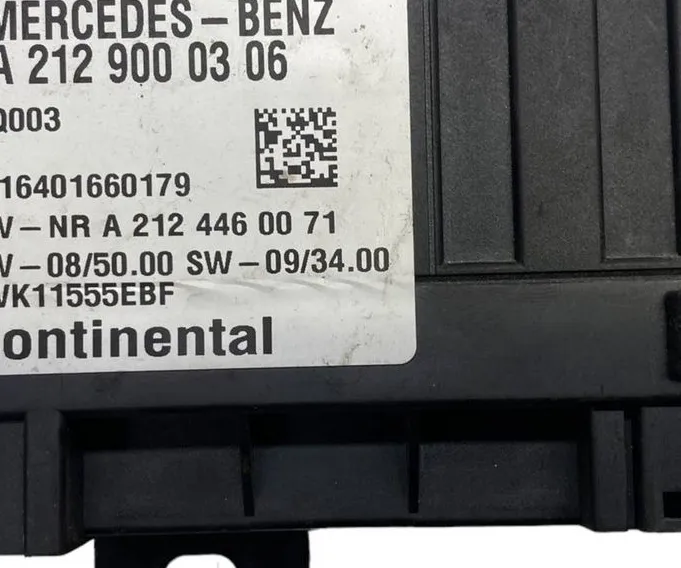 MERCEDES-BENZ
A 212 900 03 06
Q003
16401660179
-NR A 212 446 00 71
-08/50.00 SW-09/34.00
VK11555EBF
ontinental